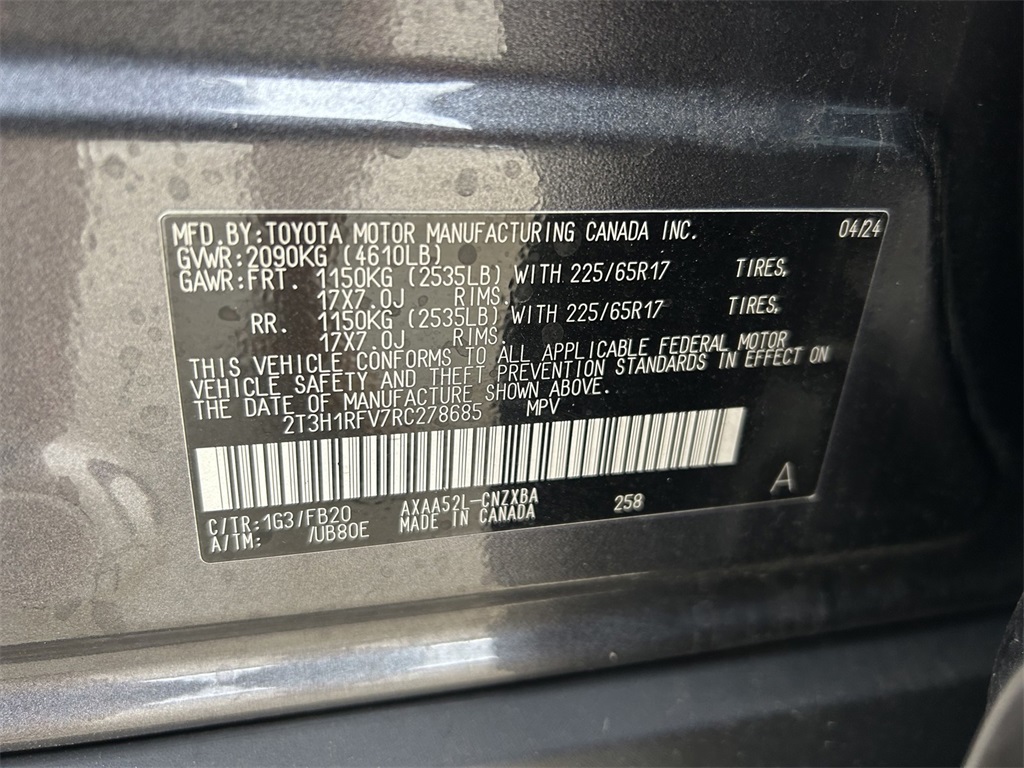 MFD.BY:TOYOTA MOTOR MANUFACTURING CANADA INC. 04/24
GVWR:2090KG (4610LB)
GAWR:FRT. 1150KG (2535LB) WITH 225/65R17 TIRES,
17X7.0J RIMS.
RR. 1150KG (2535LB) WITH 225/65R17 TIRES,
17X7.0J RIMS.
THIS VEHICLE CONFORMS TO ALL APPLICABLE FEDERAL MOTOR
VEHICLE SAFETY AND THEFT PREVENTION STANDARDS IN EFFECT ON
THE DATE OF MANUFACTURE SHOWN ABOVE.
2T3H1RFV7RC278685 MPV
A
C/TR:1G3/FB20 AXAA52L-CNZXBA 258
A/TM: /UB80E MADE IN CANADA